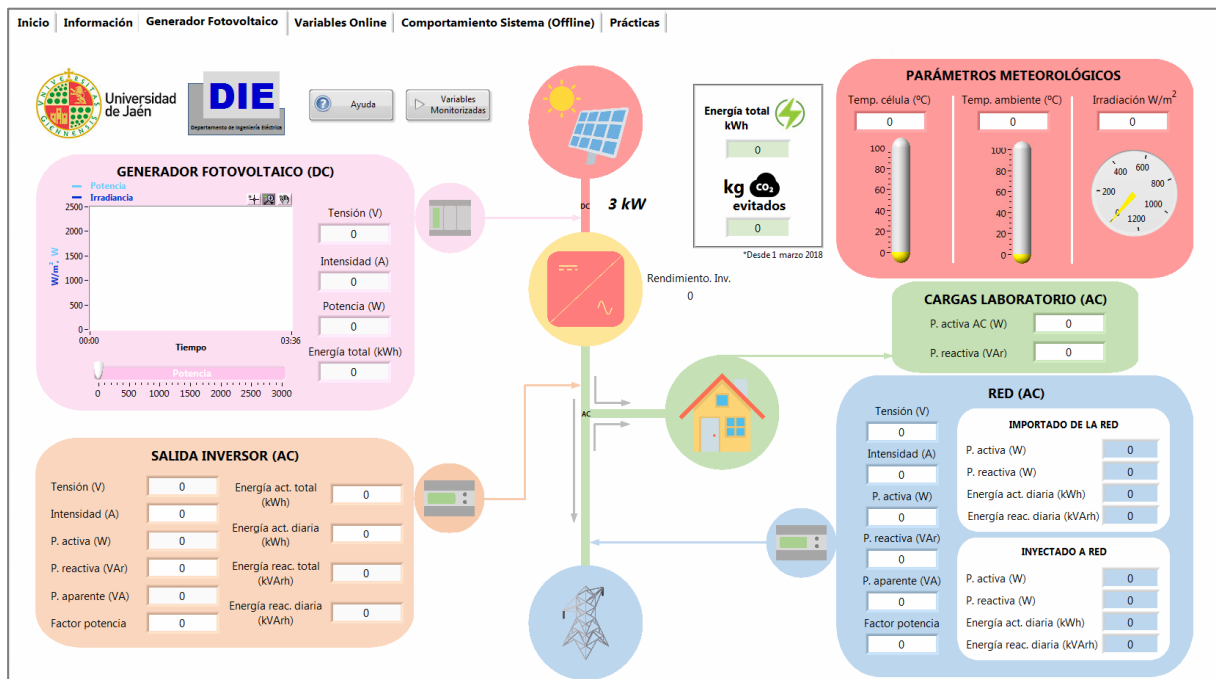 Inicio
Información
Generador Fotovoltaico
Variables Online
Comportamiento Sistema (Offline)
Prácticas
UNIVERSITAS
GIENNENSIS
Universidad
de Jaén
DIE
Departamento de Ingeniería Eléctrica
Ayuda
Variables
Monitorizadas
GENERADOR FOTOVOLTAICO (DC)
Potencia
Irradiancia
W/m², W
2500
2000
1500
1000
500
0
00:00
03:36
Tiempo
Potencia
0 500 1000 1500 2000 2500 3000
Tensión (V)
0
Intensidad (A)
0
Potencia (W)
0
Energía total (kWh)
0
DC
3 kW
Rendimiento. Inv.
0
AC
Energía total
kWh
0
kg CO₂
evitados
0
*Desde 1 marzo 2018
PARÁMETROS METEOROLÓGICOS
Temp. célula (ºC)
0
100
80
60
40
20
0
Temp. ambiente (ºC)
0
100
80
60
40
20
0
Irradiación W/m²
0
0
200
400
600
800
1000
1200
CARGAS LABORATORIO (AC)
P. activa AC (W) 0
P. reactiva (VAr) 0
SALIDA INVERSOR (AC)
Tensión (V) 0
Intensidad (A) 0
P. activa (W) 0
P. reactiva (VAr) 0
P. aparente (VA) 0
Factor potencia 0
Energía act. total
(kWh)
0
Energía act. diaria
(kWh)
0
Energía reac. total
(kVArh)
0
Energía reac. diaria
(kVArh)
0
RED (AC)
Tensión (V)
0
Intensidad (A)
0
P. activa (W)
0
P. reactiva (VAr)
0
P. aparente (VA)
0
Factor potencia
0
IMPORTADO DE LA RED
P. activa (W) 0
P. reactiva (W) 0
Energía act. diaria (kWh) 0
Energía reac. diaria (kVArh) 0
INYECTADO A RED
P. activa (W) 0
P. reactiva (W) 0
Energía act. diaria (kWh) 0
Energía reac. diaria (kVArh) 0